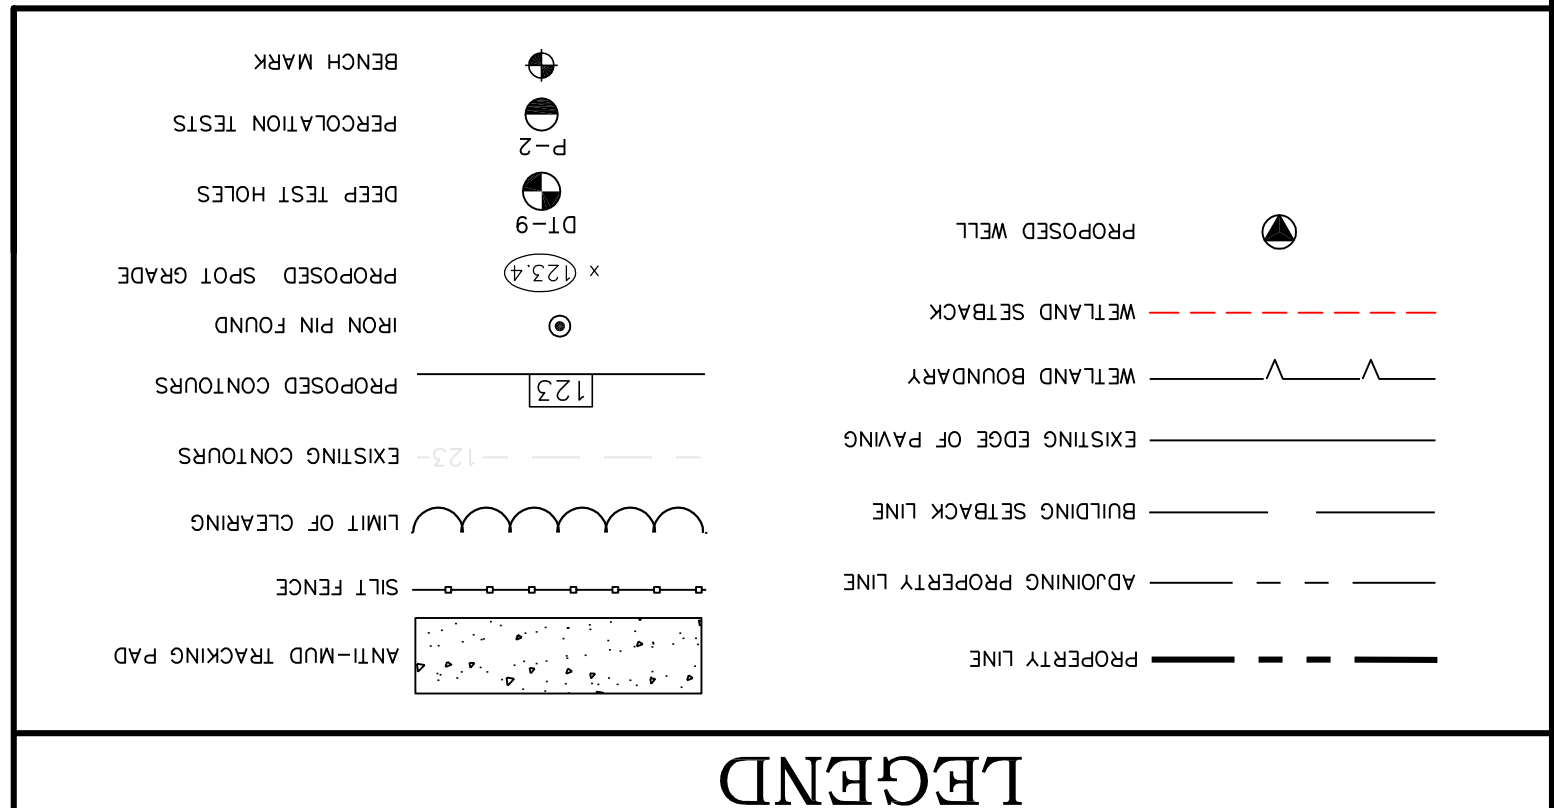 LEGEND
PROPERTY LINE
ADJOINING PROPERTY LINE
BUILDING SETBACK LINE
EXISTING EDGE OF PAVING
WETLAND BOUNDARY
WETLAND SETBACK
PROPOSED WELL
ANTI-MUD TRACKING PAD
SILT FENCE
LIMIT OF CLEARING
123 EXISTING CONTOURS
123 PROPOSED CONTOURS
IRON PIN FOUND
x 123.4 PROPOSED SPOT GRADE
DT-9
DEEP TEST HOLES
P-2
PERCOLATION TESTS
BENCH MARK